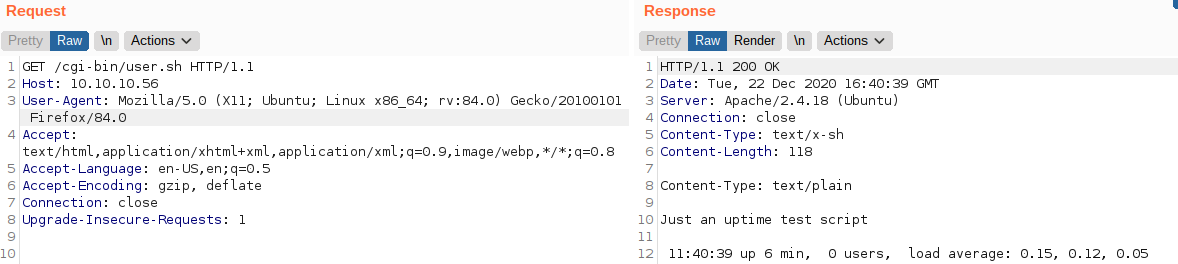 Request
Pretty Raw \n Actions
1 GET /cgi-bin/user.sh HTTP/1.1
2 Host: 10.10.10.56
3 User-Agent: Mozilla/5.0 (X11; Ubuntu; Linux x86_64; rv:84.0) Gecko/20100101
Firefox/84.0
4 Accept:
text/html,application/xhtml+xml,application/xml;q=0.9,image/webp,*/*;q=0.8
5 Accept-Language: en-US,en;q=0.5
6 Accept-Encoding: gzip, deflate
7 Connection: close
8 Upgrade-Insecure-Requests: 1
9
10
Response
Pretty Raw Render \n Actions
1 HTTP/1.1 200 OK
2 Date: Tue, 22 Dec 2020 16:40:39 GMT
3 Server: Apache/2.4.18 (Ubuntu)
4 Connection: close
5 Content-Type: text/x-sh
6 Content-Length: 118
7
8 Content-Type: text/plain
9
10 Just an uptime test script
11
12 11:40:39 up 6 min,  0 users,  load average: 0.15, 0.12, 0.05